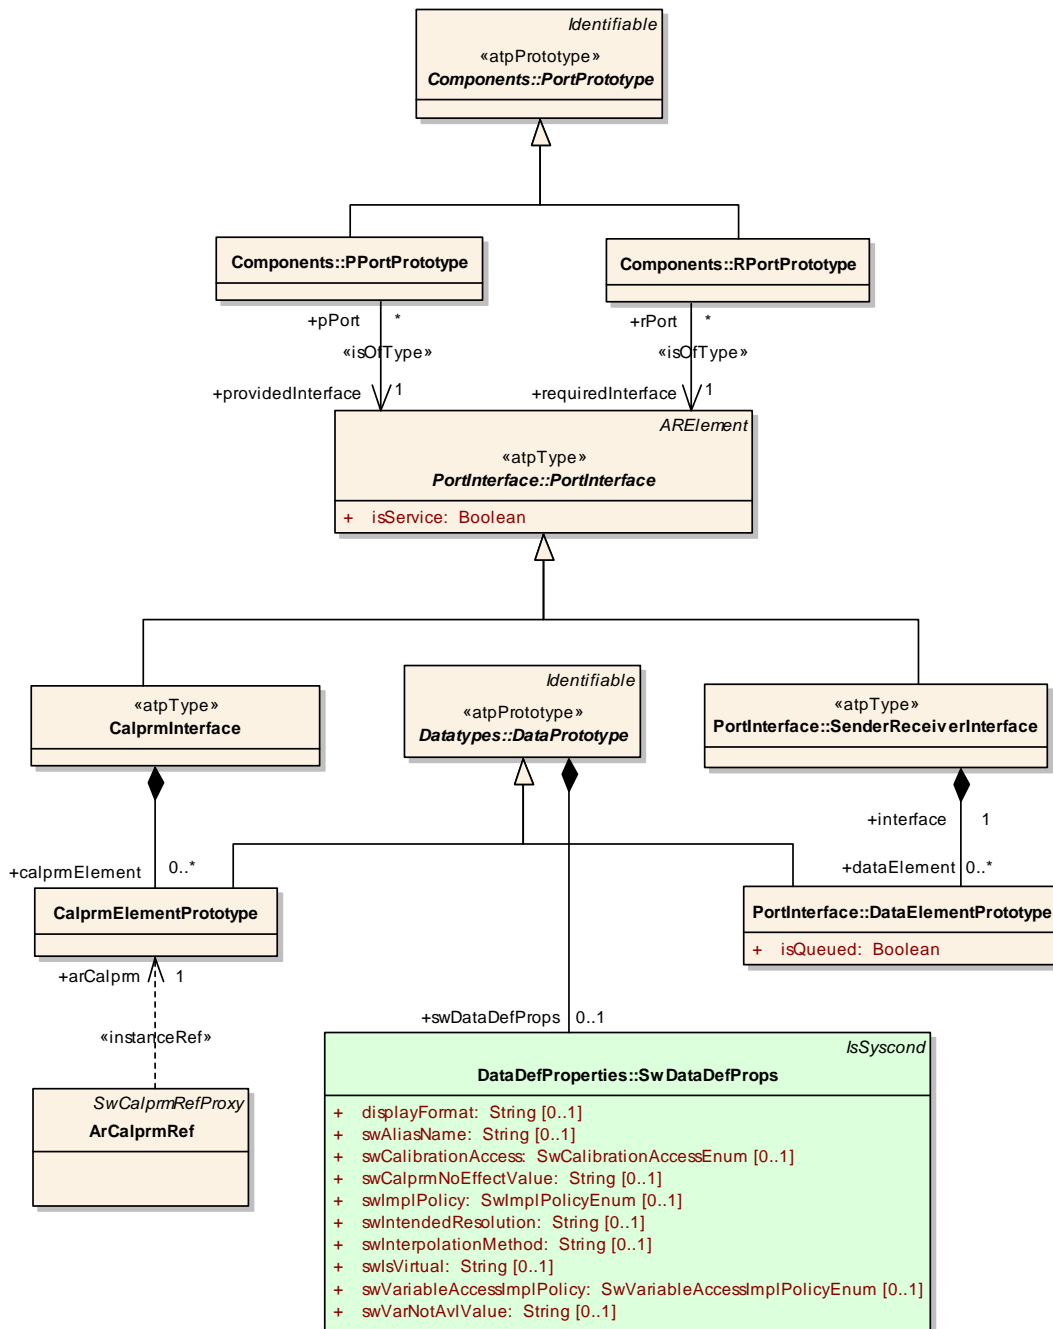 Identifiable
«atpPrototype»
Components::PortPrototype
Components::PPortPrototype
Components::RPortPrototype
+pPort *
+rPort *
«isOfType»
«isOfType»
+providedInterface 1
+requiredInterface 1
ARElement
«atpType»
PortInterface::PortInterface
+ isService: Boolean
«atpType»
CalprmInterface
Identifiable
«atpPrototype»
Datatypes::DataPrototype
«atpType»
PortInterface::SenderReceiverInterface
+interface 1
+calprmElement 0..*
+dataElement 0..*
CalprmElementPrototype
PortInterface::DataElementPrototype
+ isQueued: Boolean
+arCalprm 1
«instanceRef»
+swDataDefProps 0..1
SwCalprmRefProxy
ArCalprmRef
IsSyscond
DataDefProperties::SwDataDefProps
+ displayFormat: String [0..1]
+ swAliasName: String [0..1]
+ swCalibrationAccess: SwCalibrationAccessEnum [0..1]
+ swCalprmNoEffectValue: String [0..1]
+ swImplPolicy: SwImplPolicyEnum [0..1]
+ swIntendedResolution: String [0..1]
+ swInterpolationMethod: String [0..1]
+ swIsVirtual: String [0..1]
+ swVariableAccessImplPolicy: SwVariableAccessImplPolicyEnum [0..1]
+ swVarNotAvlValue: String [0..1]